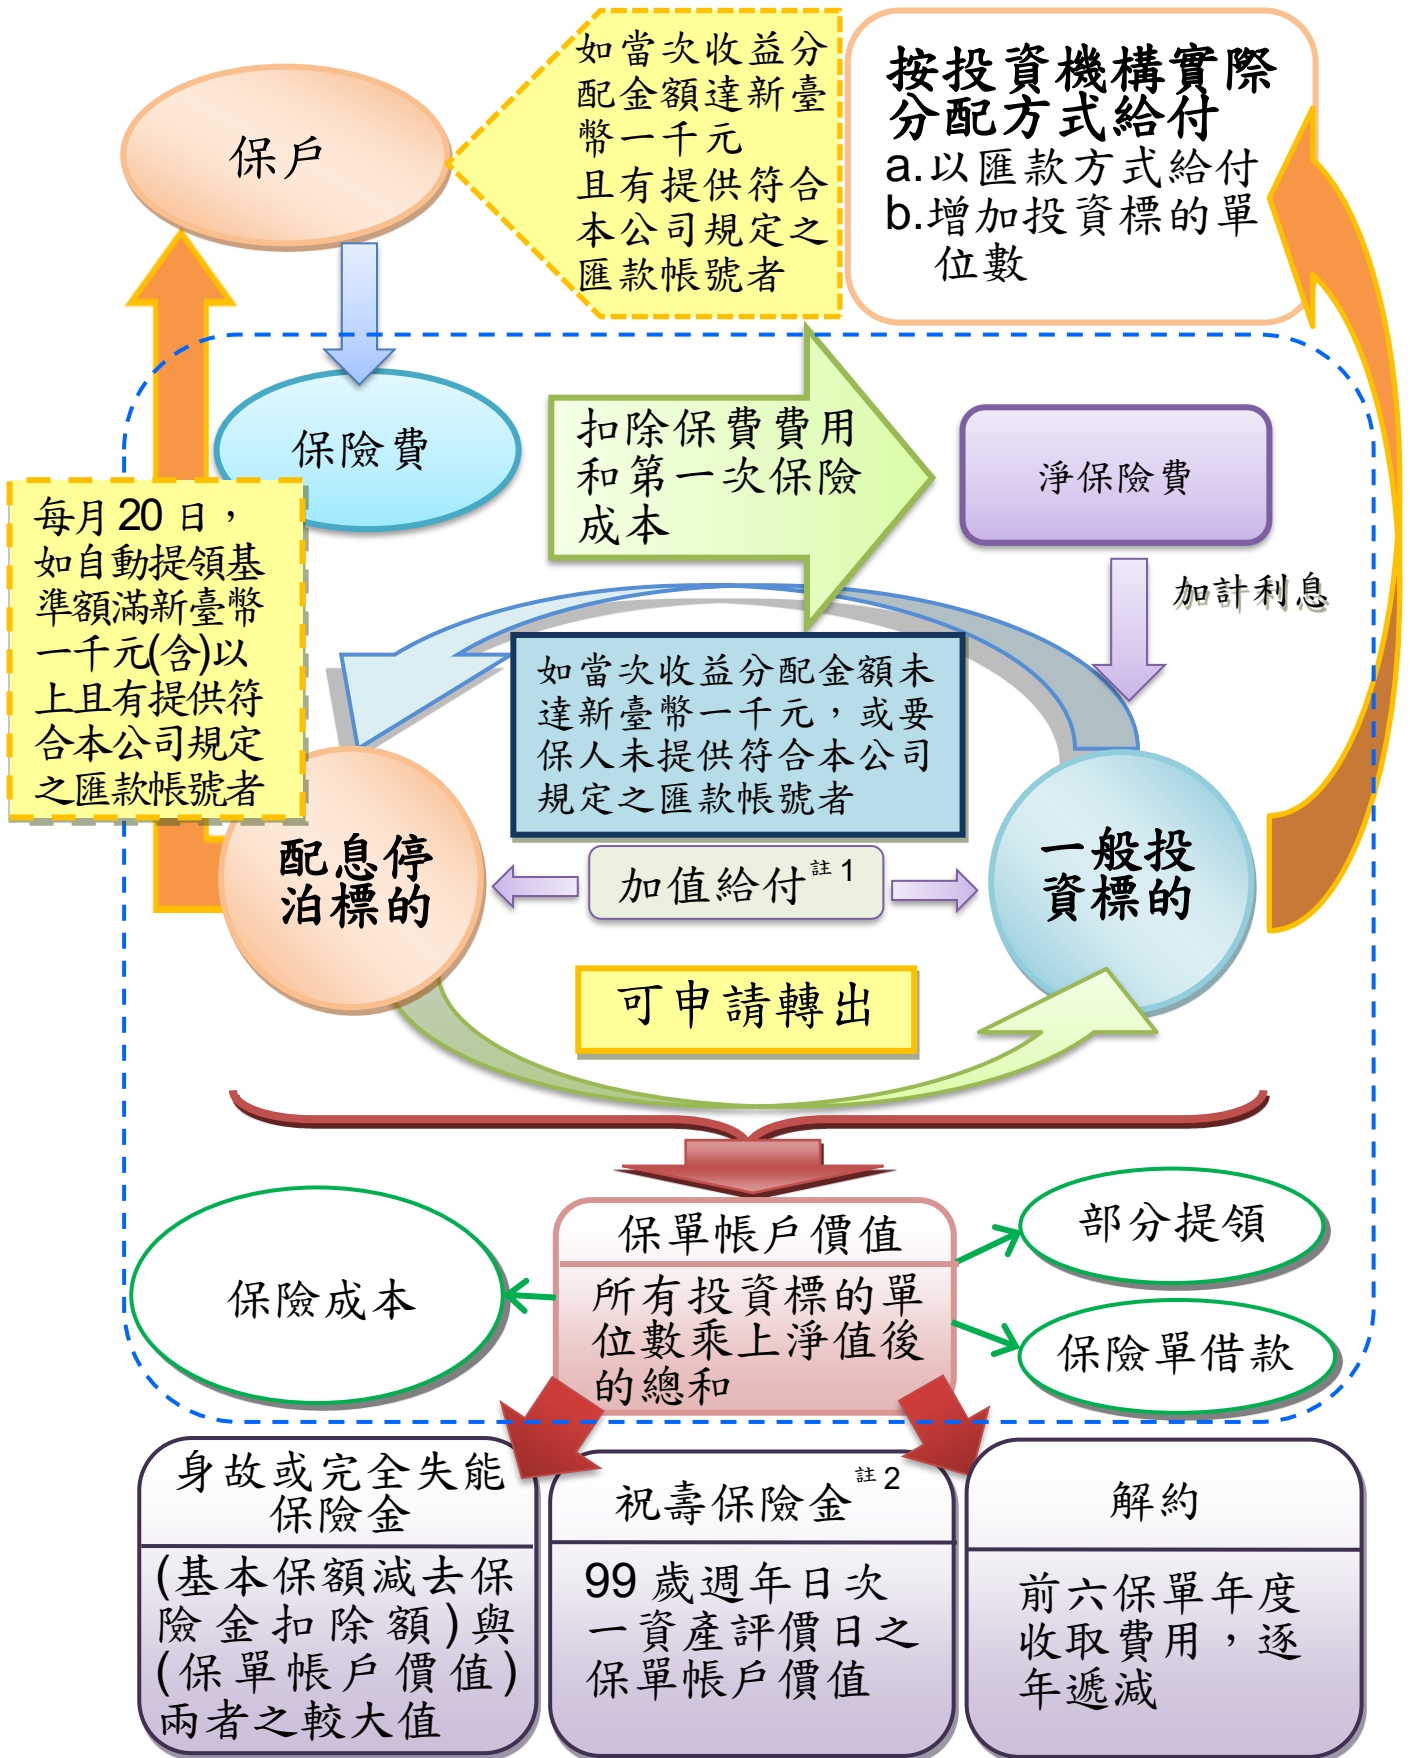 保戶
如當次收益分
配金額達新臺
幣一千元
且有提供符合
本公司規定之
匯款帳號者
按投資機構實際
分配方式給付
a.以匯款方式給付
b.增加投資標的單
位數
保險費
扣除保費費用
和第一次保險
成本
淨保險費
加計利息
每月20日，
如自動提領基
準額滿新臺幣
一千元(含)以
上且有提供符
合本公司規定
之匯款帳號者
如當次收益分配金額未
達新臺幣一千元，或要
保人未提供符合本公司
規定之匯款帳號者
配息停
泊標的
加值給付註1
一般投
資標的
可申請轉出
保單帳戶價值
所有投資標的單
位數乘上淨值後
的總和
保險成本
部分提領
保險單借款
身故或完全失能
保險金
(基本保額減去保
險金扣除額)與
(保單帳戶價值)
兩者之較大值
祝壽保險金註2
99歲週年日次
一資產評價日之
保單帳戶價值
解約
前六保單年度
收取費用，逐
年遞減